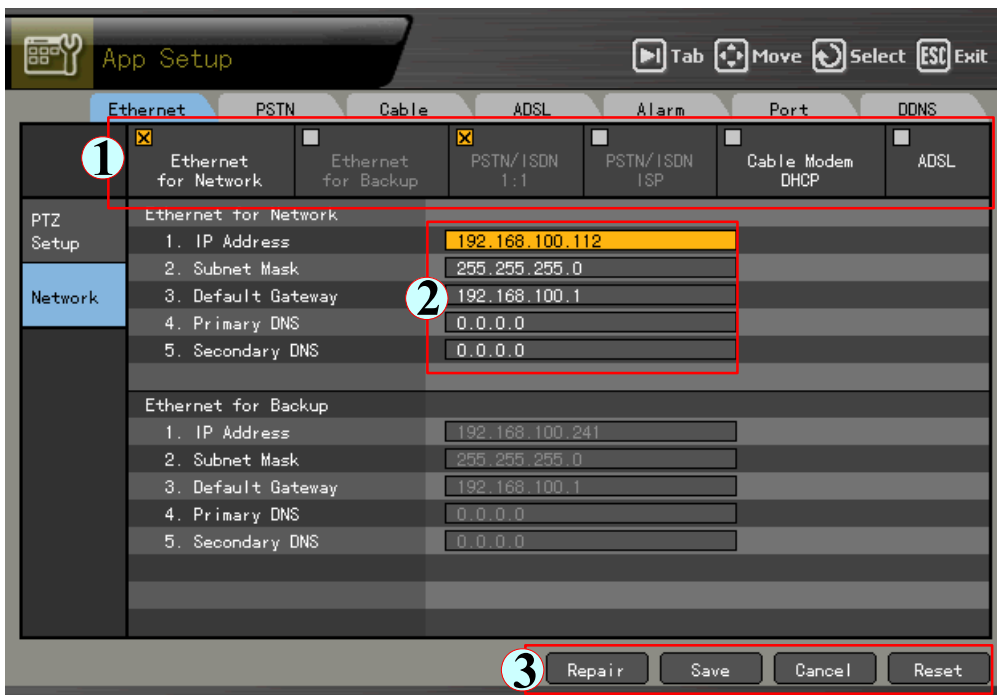 App Setup
Tab Move Select ESC Exit
Ethernet PSTN Cable ADSL Alarm Port DDNS
1
Ethernet for Network
Ethernet for Backup
PSTN/ISDN 1:1
PSTN/ISDN ISP
Cable Modem DHCP
ADSL
PTZ Setup
Network
Ethernet for Network
1. IP Address 192.168.100.112
2. Subnet Mask 255.255.255.0
3. Default Gateway 192.168.100.1
4. Primary DNS 0.0.0.0
5. Secondary DNS 0.0.0.0
2
Ethernet for Backup
1. IP Address 192.168.100.241
2. Subnet Mask 255.255.255.0
3. Default Gateway 192.168.100.1
4. Primary DNS 0.0.0.0
5. Secondary DNS 0.0.0.0
3
Repair Save Cancel Reset